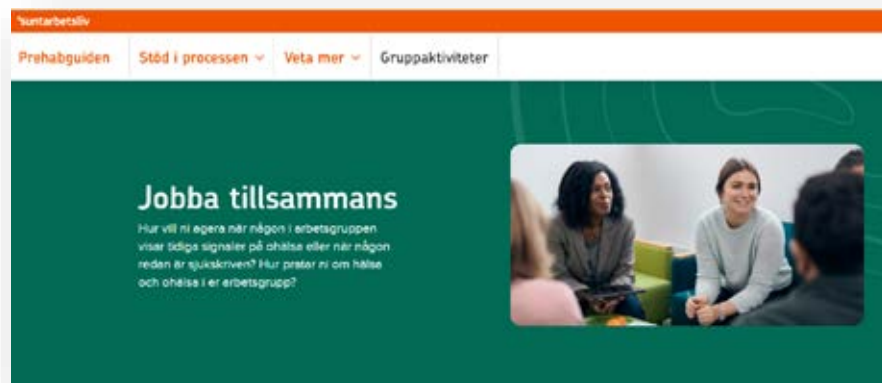 suntarbetsliv
Prehabguiden Stöd i processen Veta mer Gruppaktiviteter
Jobba tillsammans
Hur vill ni agera när någon i arbetsgruppen
visar tidiga signaler på ohälsa eller när någon
redan är sjukskriven? Hur pratar ni om hälsa
och ohälsa i er arbetsgrupp?